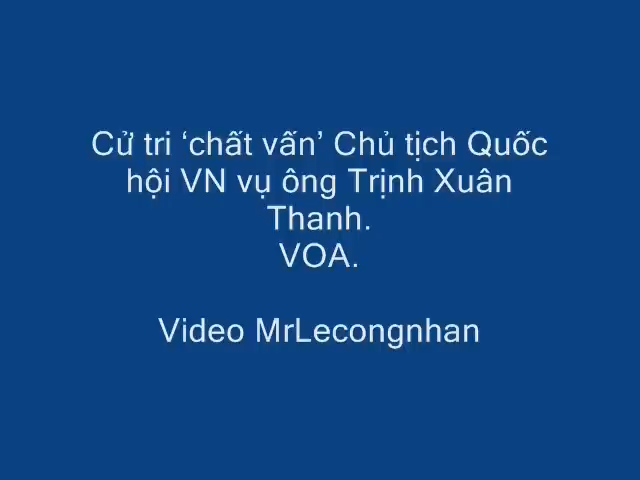 Cử tri ‘chất vấn’ Chủ tịch Quốc
hội VN vụ ông Trịnh Xuân
Thanh.
VOA.
Video MrLecongnhan